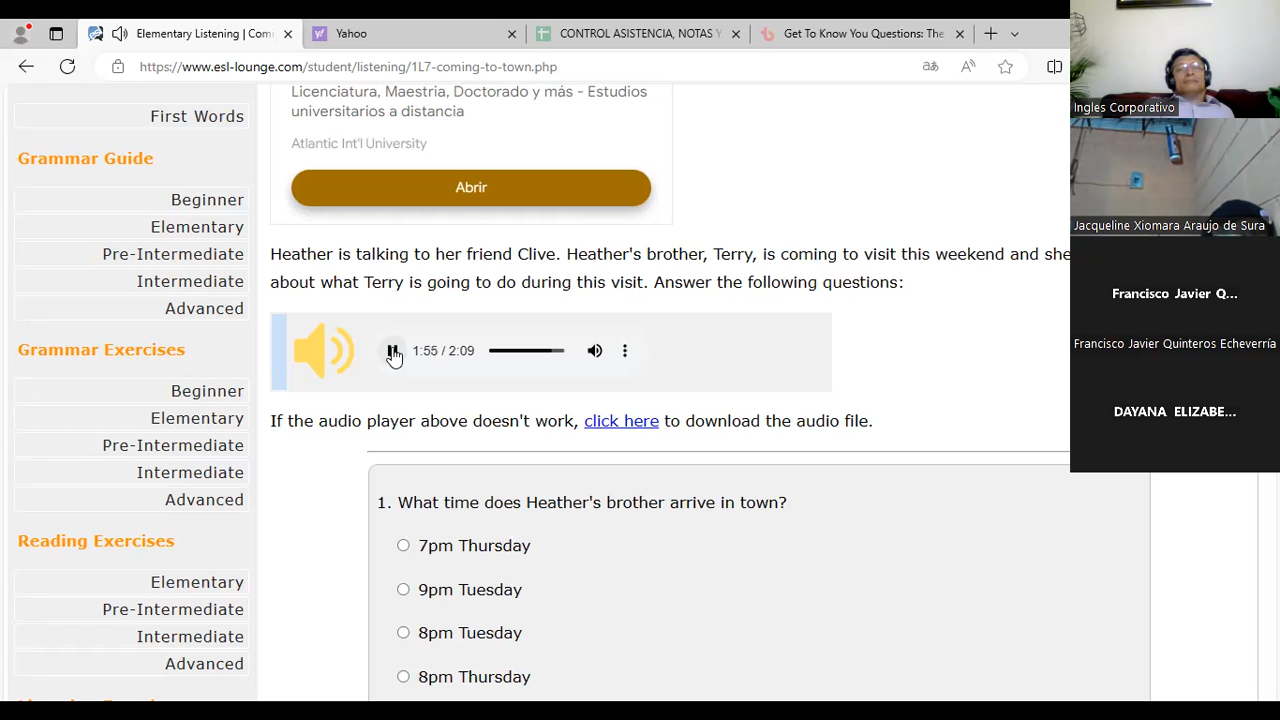 Elementary Listening | Comi
Yahoo
CONTROL ASISTENCIA, NOTAS Y
Get To Know You Questions: The
https://www.esl-lounge.com/student/listening/1L7-coming-to-town.php
First Words
Grammar Guide
Beginner
Elementary
Pre-Intermediate
Intermediate
Advanced
Grammar Exercises
Beginner
Elementary
Pre-Intermediate
Intermediate
Advanced
Reading Exercises
Elementary
Pre-Intermediate
Intermediate
Advanced
Licenciatura, Maestria, Doctorado y más - Estudios
universitarios a distancia
Atlantic Int'l University
Abrir
Heather is talking to her friend Clive. Heather's brother, Terry, is coming to visit this weekend and she
about what Terry is going to do during this visit. Answer the following questions:
1:55 / 2:09
If the audio player above doesn't work, click here to download the audio file.
1. What time does Heather's brother arrive in town?
7pm Thursday
9pm Tuesday
8pm Tuesday
8pm Thursday
Ingles Corporativo
Jacqueline Xiomara Araujo de Sura
Francisco Javier Q...
Francisco Javier Quinteros Echeverría
DAYANA ELIZABE...